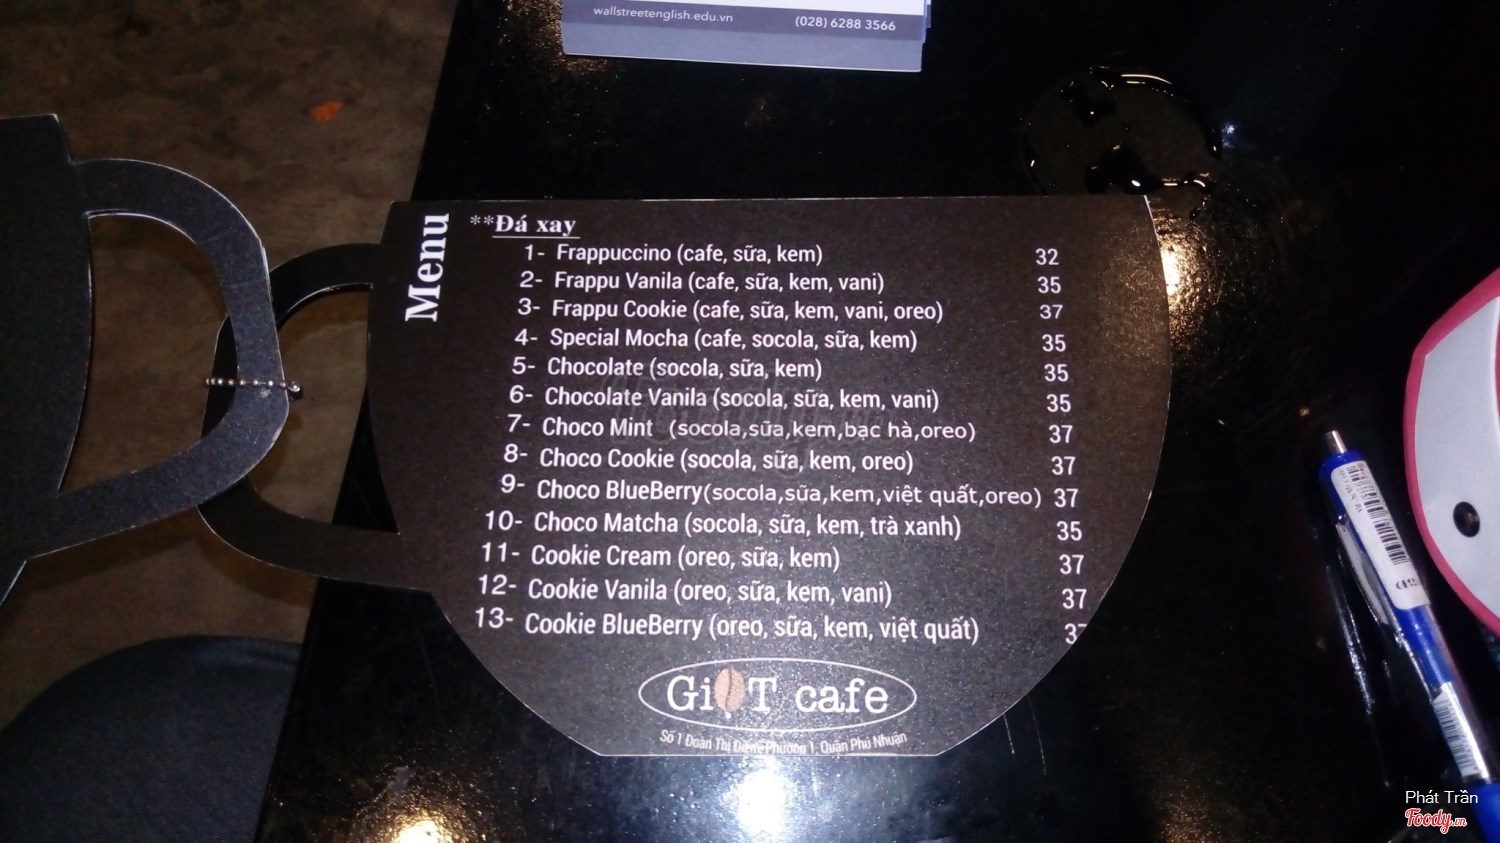 wallstreetenglish.edu.vn (028) 6288 3566
Menu
**Đá xay
1- Frappuccino (cafe, sữa, kem) 32
2- Frappu Vanila (cafe, sữa, kem, vani) 35
3- Frappu Cookie (cafe, sữa, kem, vani, oreo) 37
4- Special Mocha (cafe, socola, sữa, kem) 35
5- Chocolate (socola, sữa, kem) 35
6- Chocolate Vanila (socola, sữa, kem, vani) 35
7- Choco Mint (socola,sữa,kem,bạc hà,oreo) 37
8- Choco Cookie (socola, sữa, kem, oreo) 37
9- Choco BlueBerry(socola,sữa,kem,việt quất,oreo) 37
10- Choco Matcha (socola, sữa, kem, trà xanh) 35
11- Cookie Cream (oreo, sữa, kem) 37
12- Cookie Vanila (oreo, sữa, kem, vani) 37
13- Cookie BlueBerry (oreo, sữa, kem, việt quất) 37
GiOT cafe
Số 1 Đoàn Thị Điểm, Phường 1, Quận Phú Nhuận
Phát Trần
Foody.vn